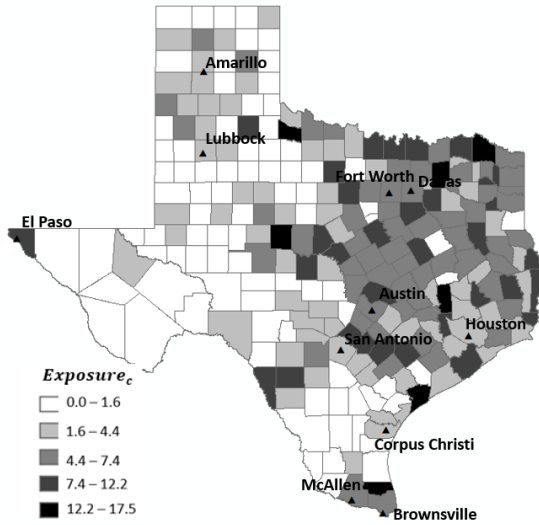 Amarillo
Lubbock
Fort Worth
Dallas
El Paso
Austin
Houston
San Antonio
Exposure_c
0.0 – 1.6
1.6 – 4.4
4.4 – 7.4
7.4 – 12.2
12.2 – 17.5
Corpus Christi
McAllen
Brownsville